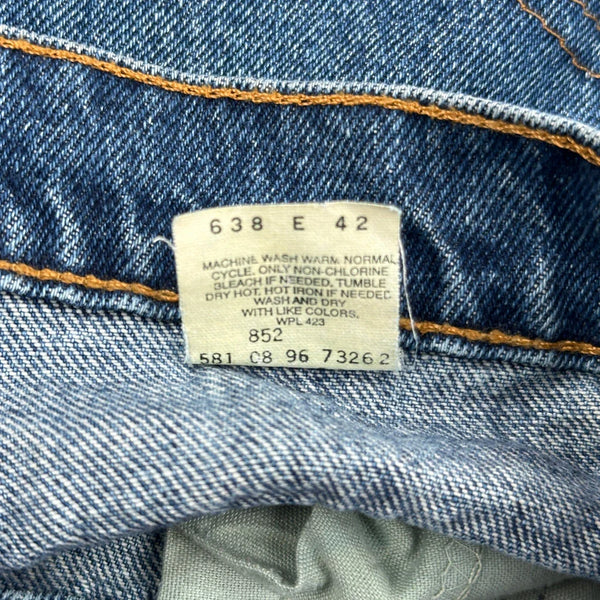 638 E 42
MACHINE WASH WARM. NORMAL
CYCLE. ONLY NON-CHLORINE
BLEACH IF NEEDED. TUMBLE
DRY HOT. HOT IRON IF NEEDED.
WASH AND DRY
WITH LIKE COLORS.
WPL 423
852
581 08 96 73262